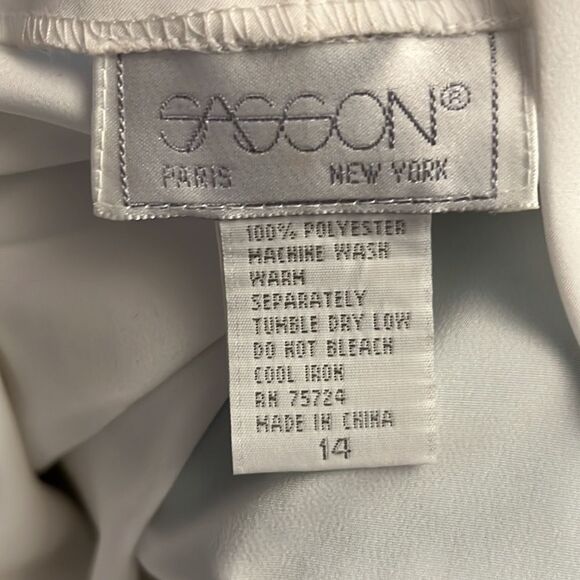 SASSON®
PARIS NEW YORK
100% POLYESTER
MACHINE WASH
WARM
SEPARATELY
TUMBLE DRY LOW
DO NOT BLEACH
COOL IRON
RN 75724
MADE IN CHINA
14